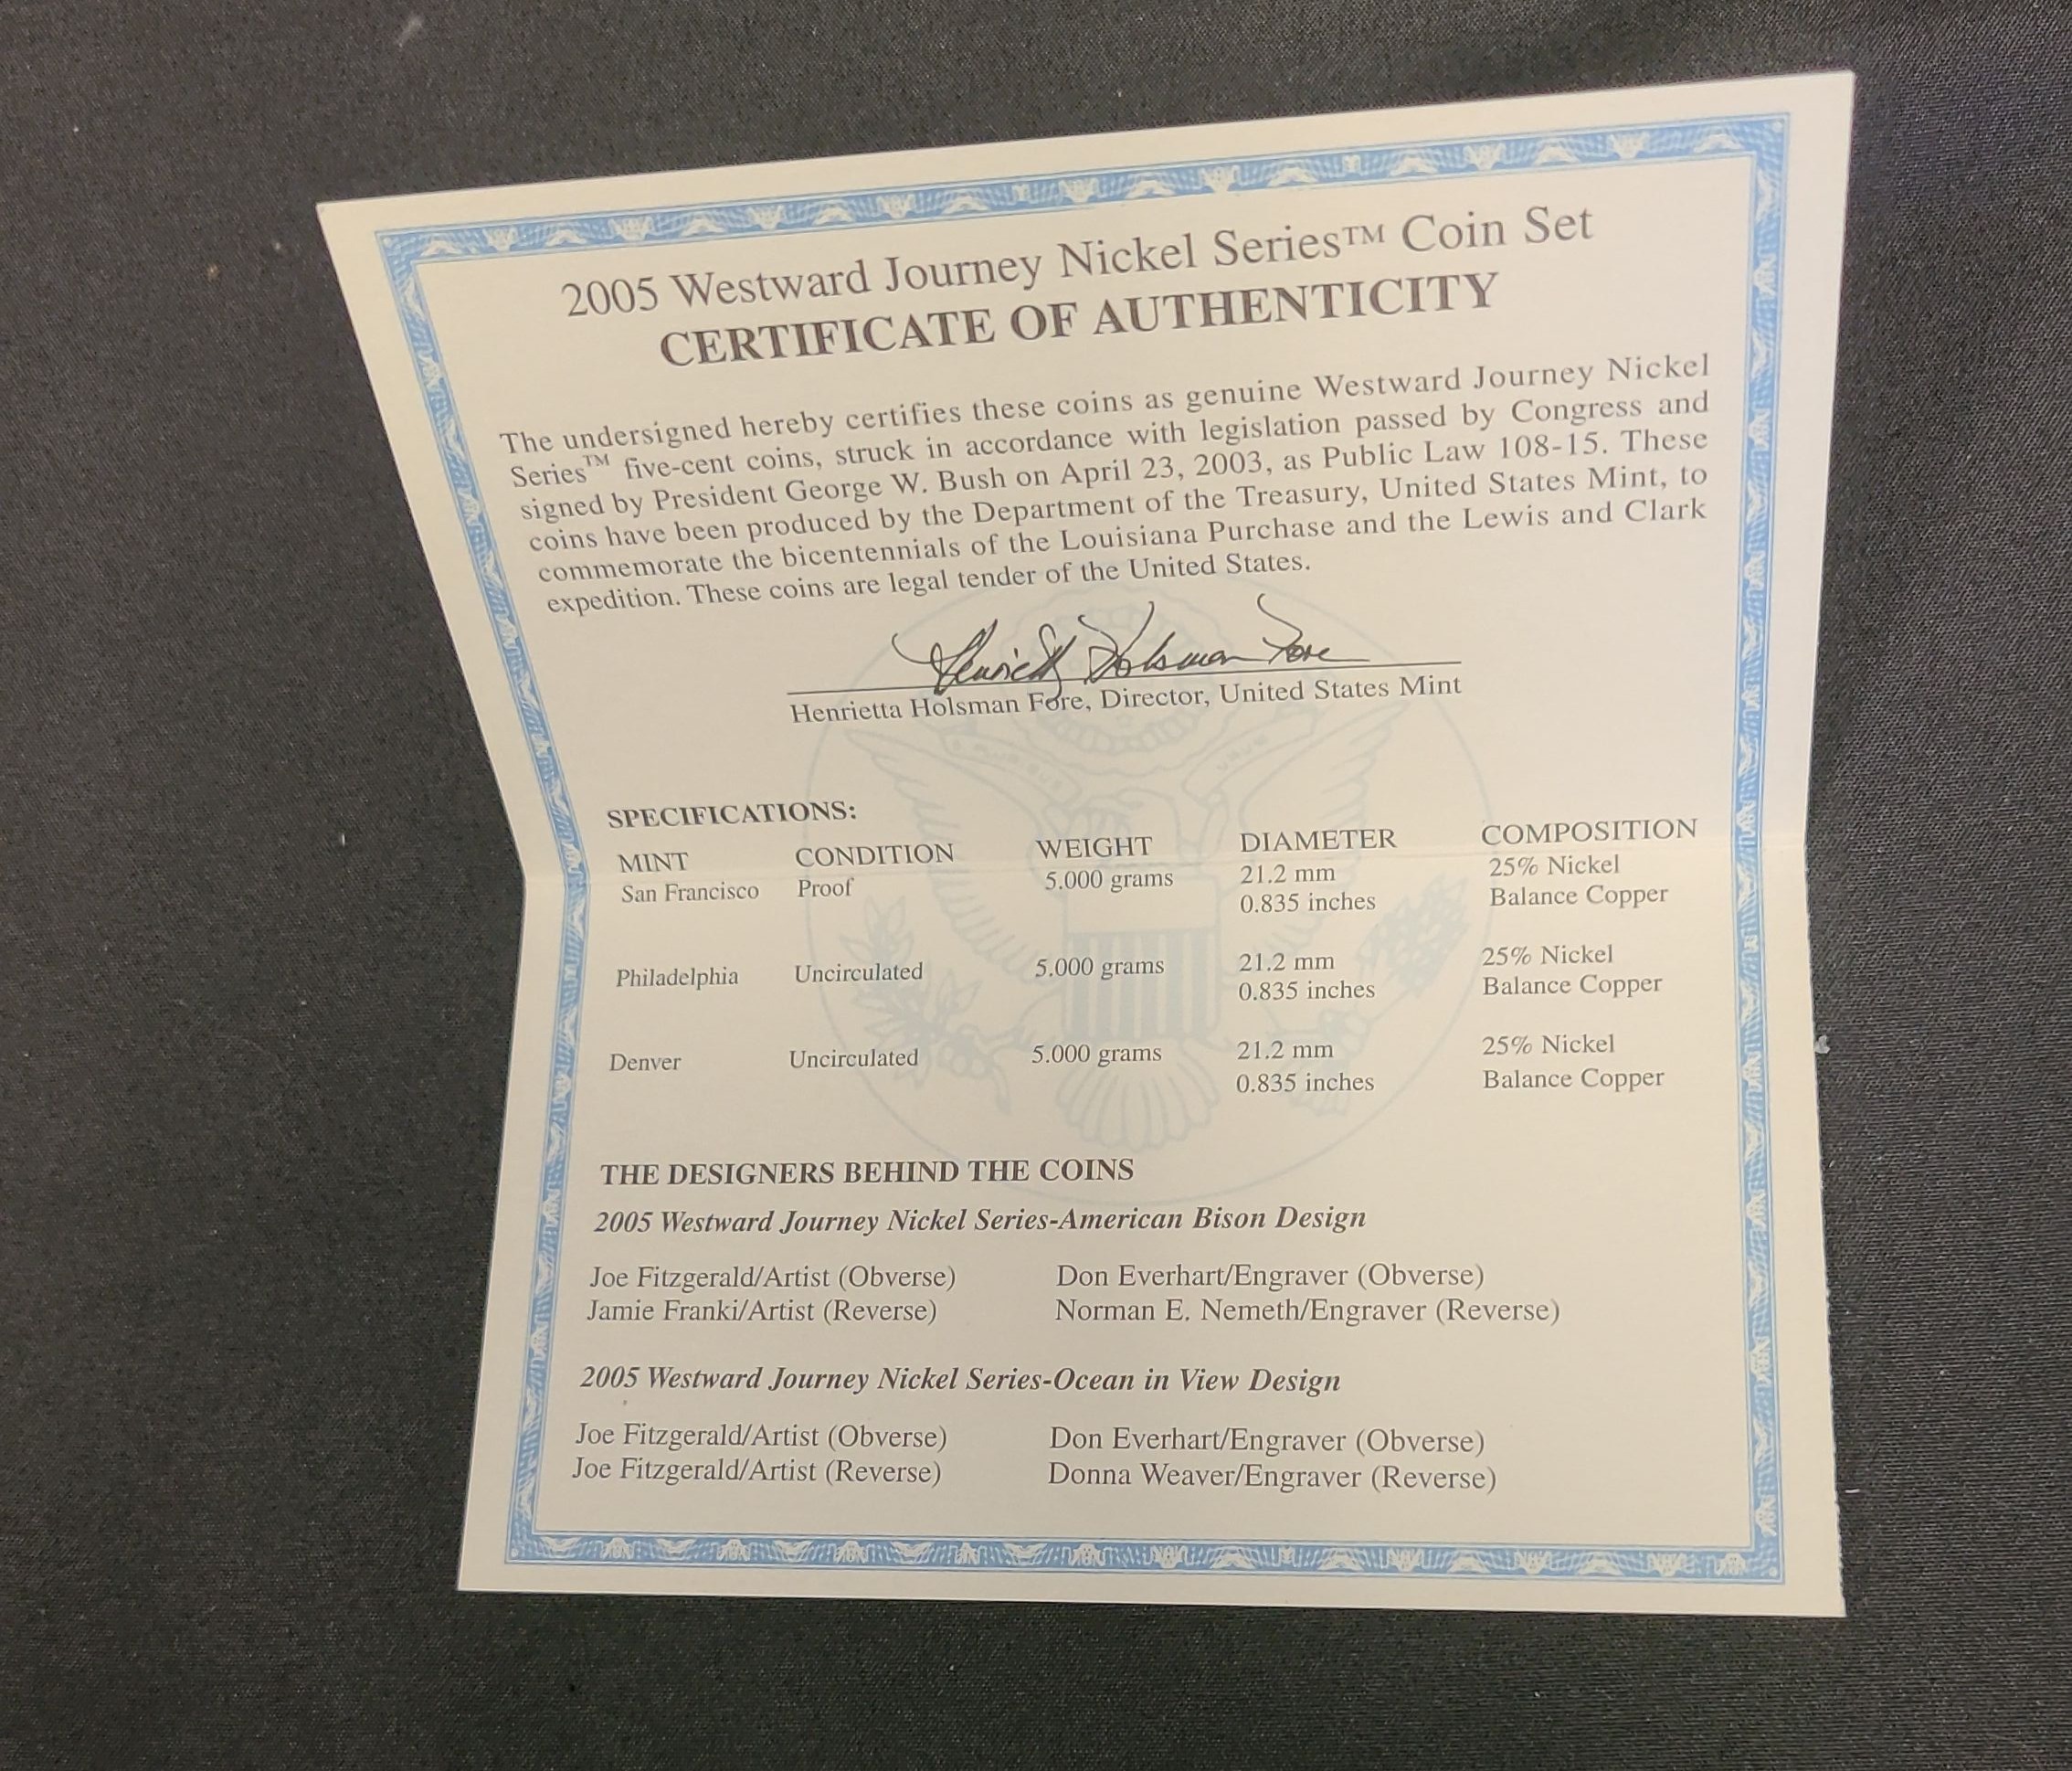 2005 Westward Journey Nickel Series™ Coin Set
CERTIFICATE OF AUTHENTICITY
The undersigned hereby certifies these coins as genuine Westward Journey Nickel
Series™ five-cent coins, struck in accordance with legislation passed by Congress and
signed by President George W. Bush on April 23, 2003, as Public Law 108-15. These
coins have been produced by the Department of the Treasury, United States Mint, to
commemorate the bicentennials of the Louisiana Purchase and the Lewis and Clark
expedition. These coins are legal tender of the United States.
Henrietta Holsman Fore
Henrietta Holsman Fore, Director, United States Mint
SPECIFICATIONS:
MINT CONDITION WEIGHT DIAMETER COMPOSITION
San Francisco Proof 5.000 grams 21.2 mm 25% Nickel
0.835 inches Balance Copper
Philadelphia Uncirculated 5.000 grams 21.2 mm 25% Nickel
0.835 inches Balance Copper
Denver Uncirculated 5.000 grams 21.2 mm 25% Nickel
0.835 inches Balance Copper
THE DESIGNERS BEHIND THE COINS
2005 Westward Journey Nickel Series-American Bison Design
Joe Fitzgerald/Artist (Obverse) Don Everhart/Engraver (Obverse)
Jamie Franki/Artist (Reverse) Norman E. Nemeth/Engraver (Reverse)
2005 Westward Journey Nickel Series-Ocean in View Design
Joe Fitzgerald/Artist (Obverse) Don Everhart/Engraver (Obverse)
Joe Fitzgerald/Artist (Reverse) Donna Weaver/Engraver (Reverse)